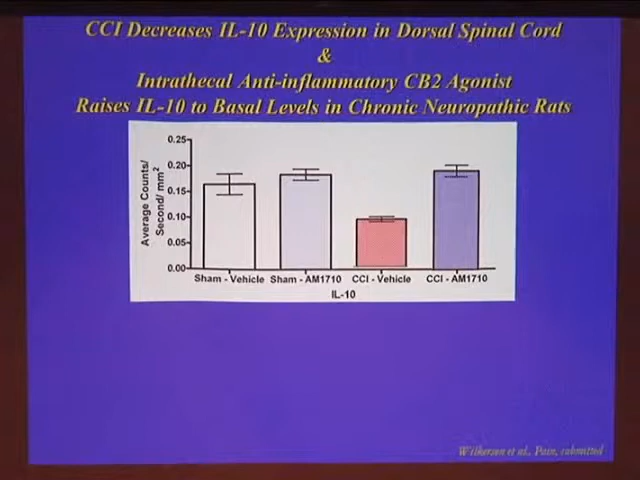 CCI Decreases IL-10 Expression in Dorsal Spinal Cord
&
Intrathecal Anti-inflammatory CB2 Agonist
Raises IL-10 to Basal Levels in Chronic Neuropathic Rats
Average Counts/
Second/ mm2
0.25
0.20
0.15
0.10
0.05
0.00
Sham - Vehicle Sham - AM1710 CCI - Vehicle CCI - AM1710
IL-10
Wilkerson et al., Pain, submitted